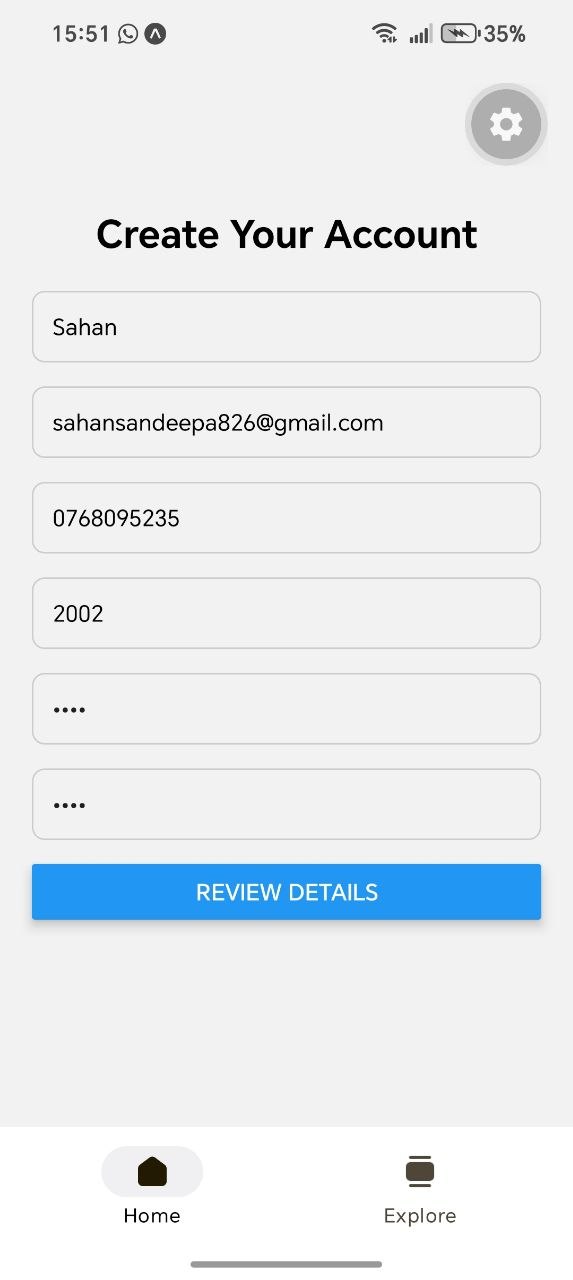 15:51 35%
Create Your Account
Sahan
sahansandeepa826@gmail.com
0768095235
2002
••••
••••
REVIEW DETAILS
Home Explore